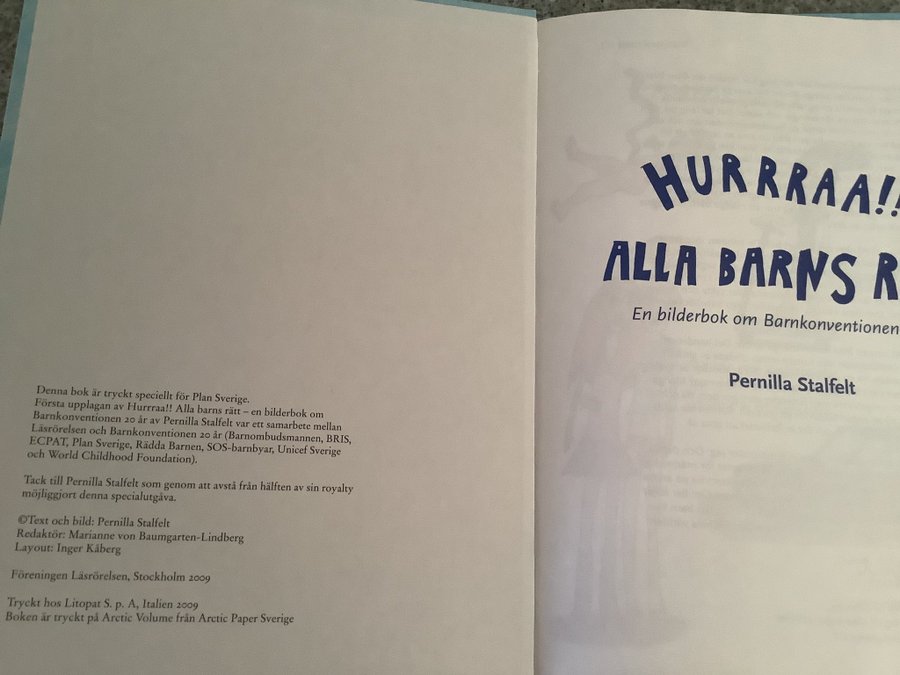 Denna bok är tryckt speciellt för Plan Sverige.
Första upplagan av Hurrraa!! Alla barns rätt – en bilderbok om
Barnkonventionen 20 år av Pernilla Stalfelt var ett samarbete mellan
Läsrörelsen och Barnkonventionen 20 år (Barnombudsmannen, BRIS,
ECPAT, Plan Sverige, Rädda Barnen, SOS-barnbyar, Unicef Sverige
och World Childhood Foundation).
Tack till Pernilla Stalfelt som genom att avstå från hälften av sin royalty
möjliggjort denna specialutgåva.
©Text och bild: Pernilla Stalfelt
Redaktör: Marianne von Baumgarten-Lindberg
Layout: Inger Kåberg
Föreningen Läsrörelsen, Stockholm 2009
Tryckt hos Litopat S. p. A, Italien 2009
Boken är tryckt på Arctic Volume från Arctic Paper Sverige
HURRRAA!!
ALLA BARNS R
En bilderbok om Barnkonventionen
Pernilla Stalfelt